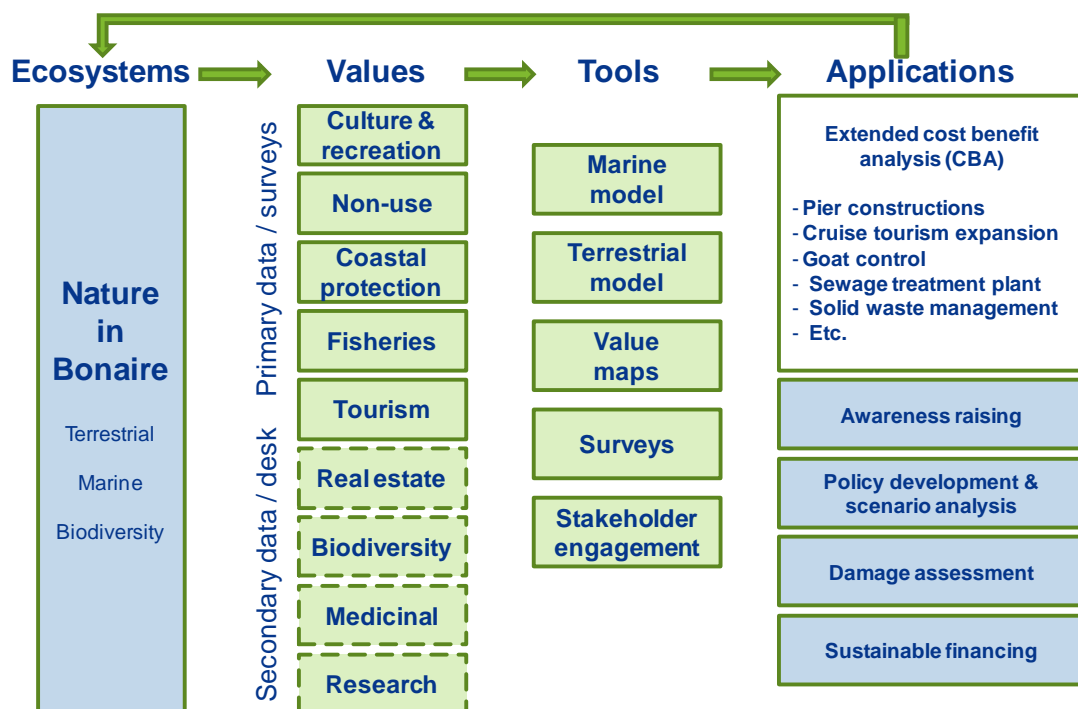 Ecosystems
Values
Tools
Applications
Nature
in
Bonaire
Terrestrial
Marine
Biodiversity
Primary data / surveys
Secondary data / desk
Culture &
recreation
Non-use
Coastal
protection
Fisheries
Tourism
Real estate
Biodiversity
Medicinal
Research
Marine
model
Terrestrial
model
Value
maps
Surveys
Stakeholder
engagement
Extended cost benefit
analysis (CBA)
- Pier constructions
- Cruise tourism expansion
- Goat control
- Sewage treatment plant
- Solid waste management
- Etc.
Awareness raising
Policy development &
scenario analysis
Damage assessment
Sustainable financing